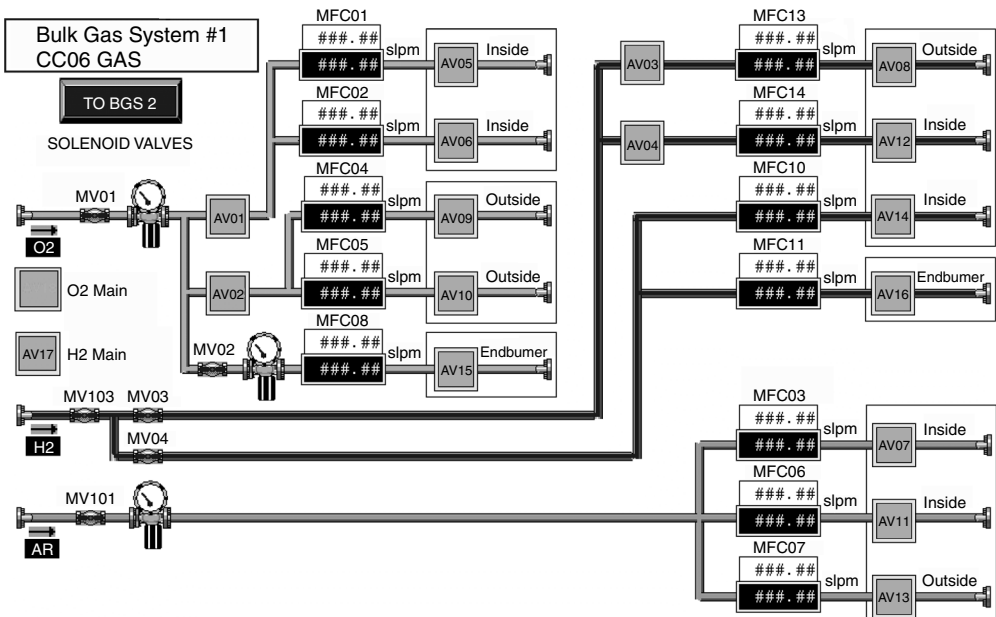 Bulk Gas System #1
CC06 GAS
TO BGS 2
SOLENOID VALVES
MV01
O2
O2 Main
AV17
H2 Main
MV103
MV03
H2
MV04
MV101
AR
AV01
AV02
MV02
MFC01
###.##
###.##
slpm
AV05
Inside
MFC02
###.##
###.##
slpm
AV06
Inside
MFC04
###.##
###.##
slpm
AV09
Outside
MFC05
###.##
###.##
slpm
AV10
Outside
MFC08
###.##
###.##
slpm
AV15
Endbumer
AV03
AV04
MFC13
###.##
###.##
slpm
AV08
Outside
MFC14
###.##
###.##
slpm
AV12
Inside
MFC10
###.##
###.##
slpm
AV14
Inside
MFC11
###.##
###.##
slpm
AV16
Endbumer
MFC03
###.##
###.##
slpm
AV07
Inside
MFC06
###.##
###.##
slpm
AV11
Inside
MFC07
###.##
###.##
slpm
AV13
Outside